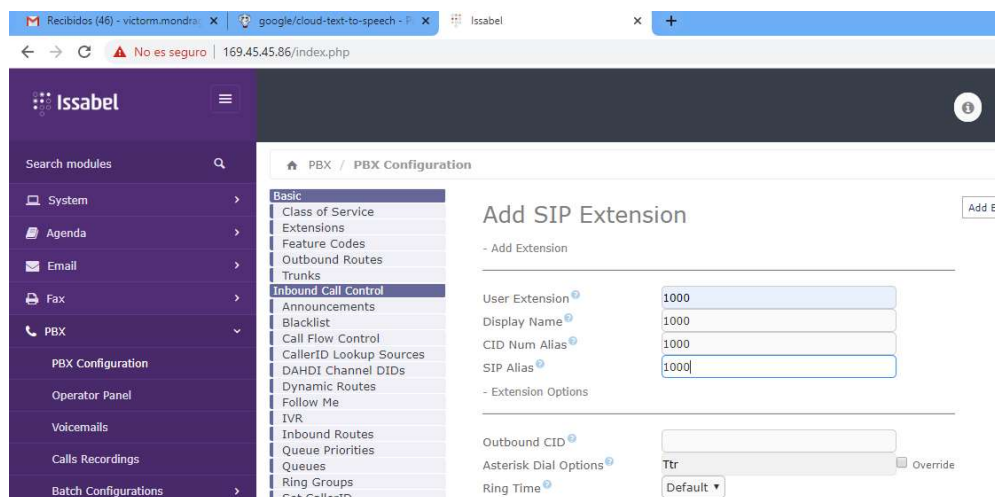 Recibidos (46) - victorm.mondrag
google/cloud-text-to-speech - P
Issabel
No es seguro | 169.45.45.86/index.php
Issabel
Search modules
System
Agenda
Email
Fax
PBX
PBX Configuration
Operator Panel
Voicemails
Calls Recordings
Batch Configurations
PBX / PBX Configuration
Basic
Class of Service
Extensions
Feature Codes
Outbound Routes
Trunks
Inbound Call Control
Announcements
Blacklist
Call Flow Control
CallerID Lookup Sources
DAHDI Channel DIDs
Dynamic Routes
Follow Me
IVR
Inbound Routes
Queue Priorities
Queues
Ring Groups
Set CallerID
Add SIP Extension
Add E
- Add Extension
User Extension 1000
Display Name 1000
CID Num Alias 1000
SIP Alias 1000
- Extension Options
Outbound CID
Asterisk Dial Options Ttr Override
Ring Time Default